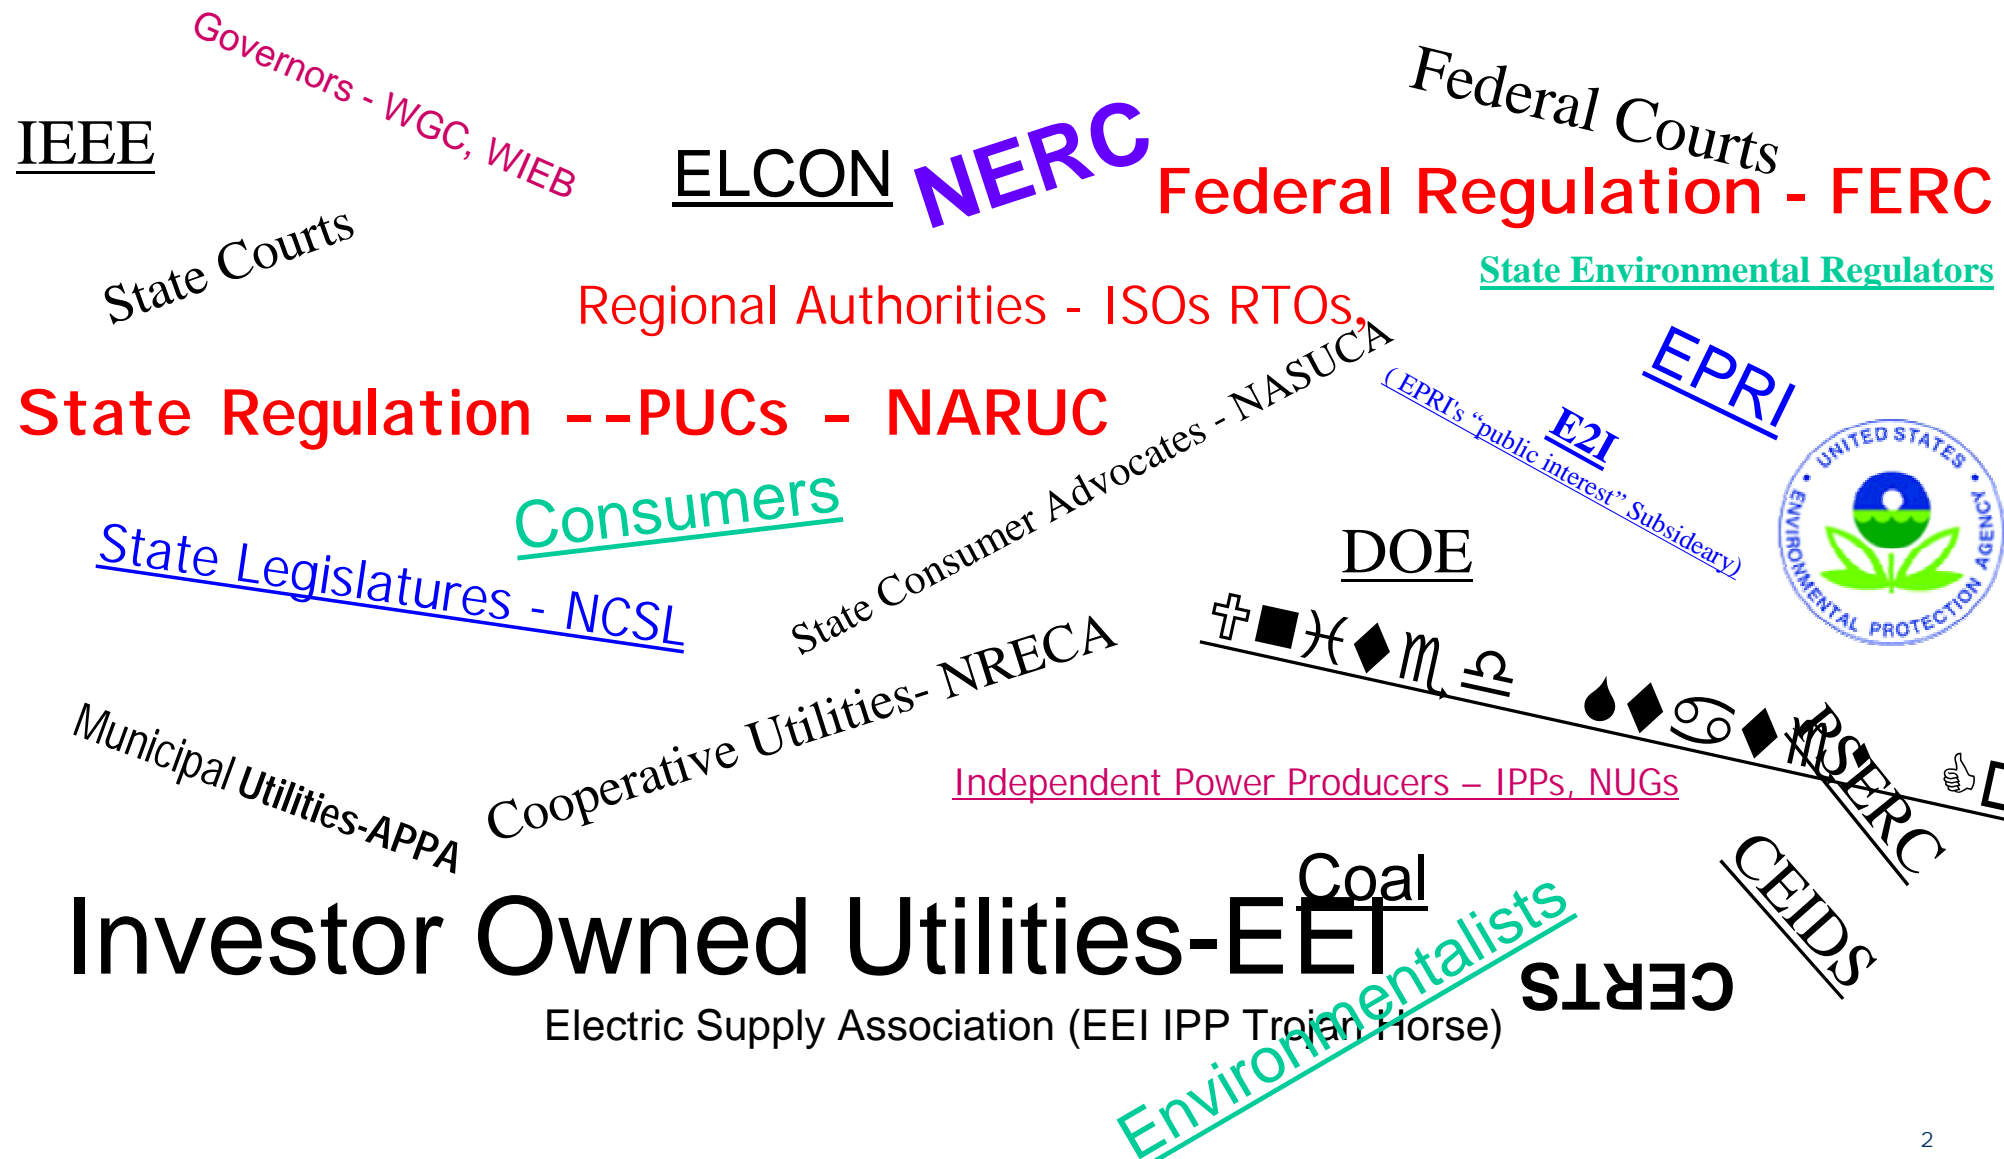 Governors - WGC, WIEB
Federal Courts
IEEE
ELCON
NERC
Federal Regulation - FERC
State Courts
State Environmental Regulators
Regional Authorities - ISOs RTOs,
EPRI
State Regulation --PUCs - NARUC
State Consumer Advocates - NASUCA
E2I
( EPRI's “public interest” Subsideary)
UNITED STATES • ENVIRONMENTAL PROTECTION AGENCY •
Consumers
State Legislatures - NCSL
DOE
Cooperative Utilities- NRECA
Municipal Utilities-APPA
Independent Power Producers – IPPs, NUGs
PSERC
CEIDS
Coal
Investor Owned Utilities-EEI
Environmentalists
CERTS
Electric Supply Association (EEI IPP Trojan Horse)
2